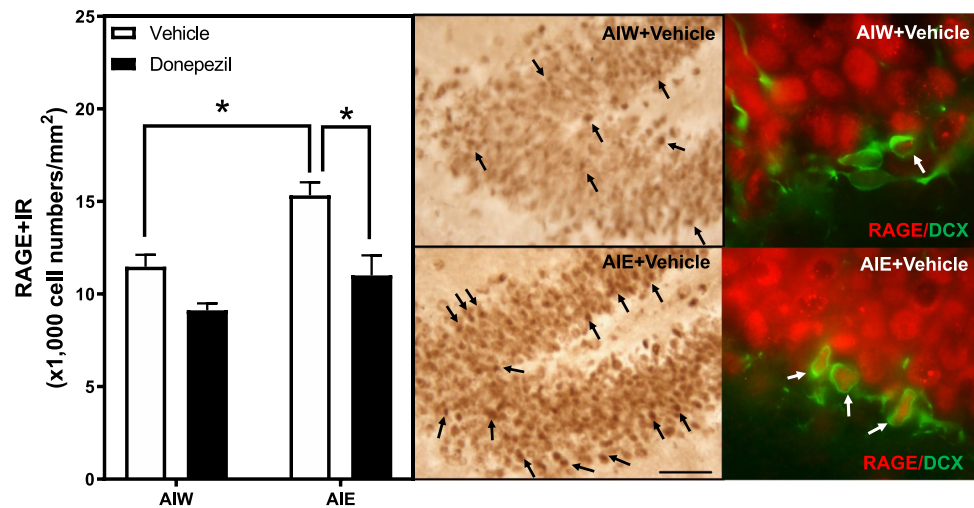 RAGE+IR
(x1,000 cell numbers/mm²)
25
20
15
10
5
0
Vehicle
Donepezil
*
*
AIW
AIE
AIW+Vehicle
AIE+Vehicle
AIW+Vehicle
RAGE/DCX
AIE+Vehicle
RAGE/DCX